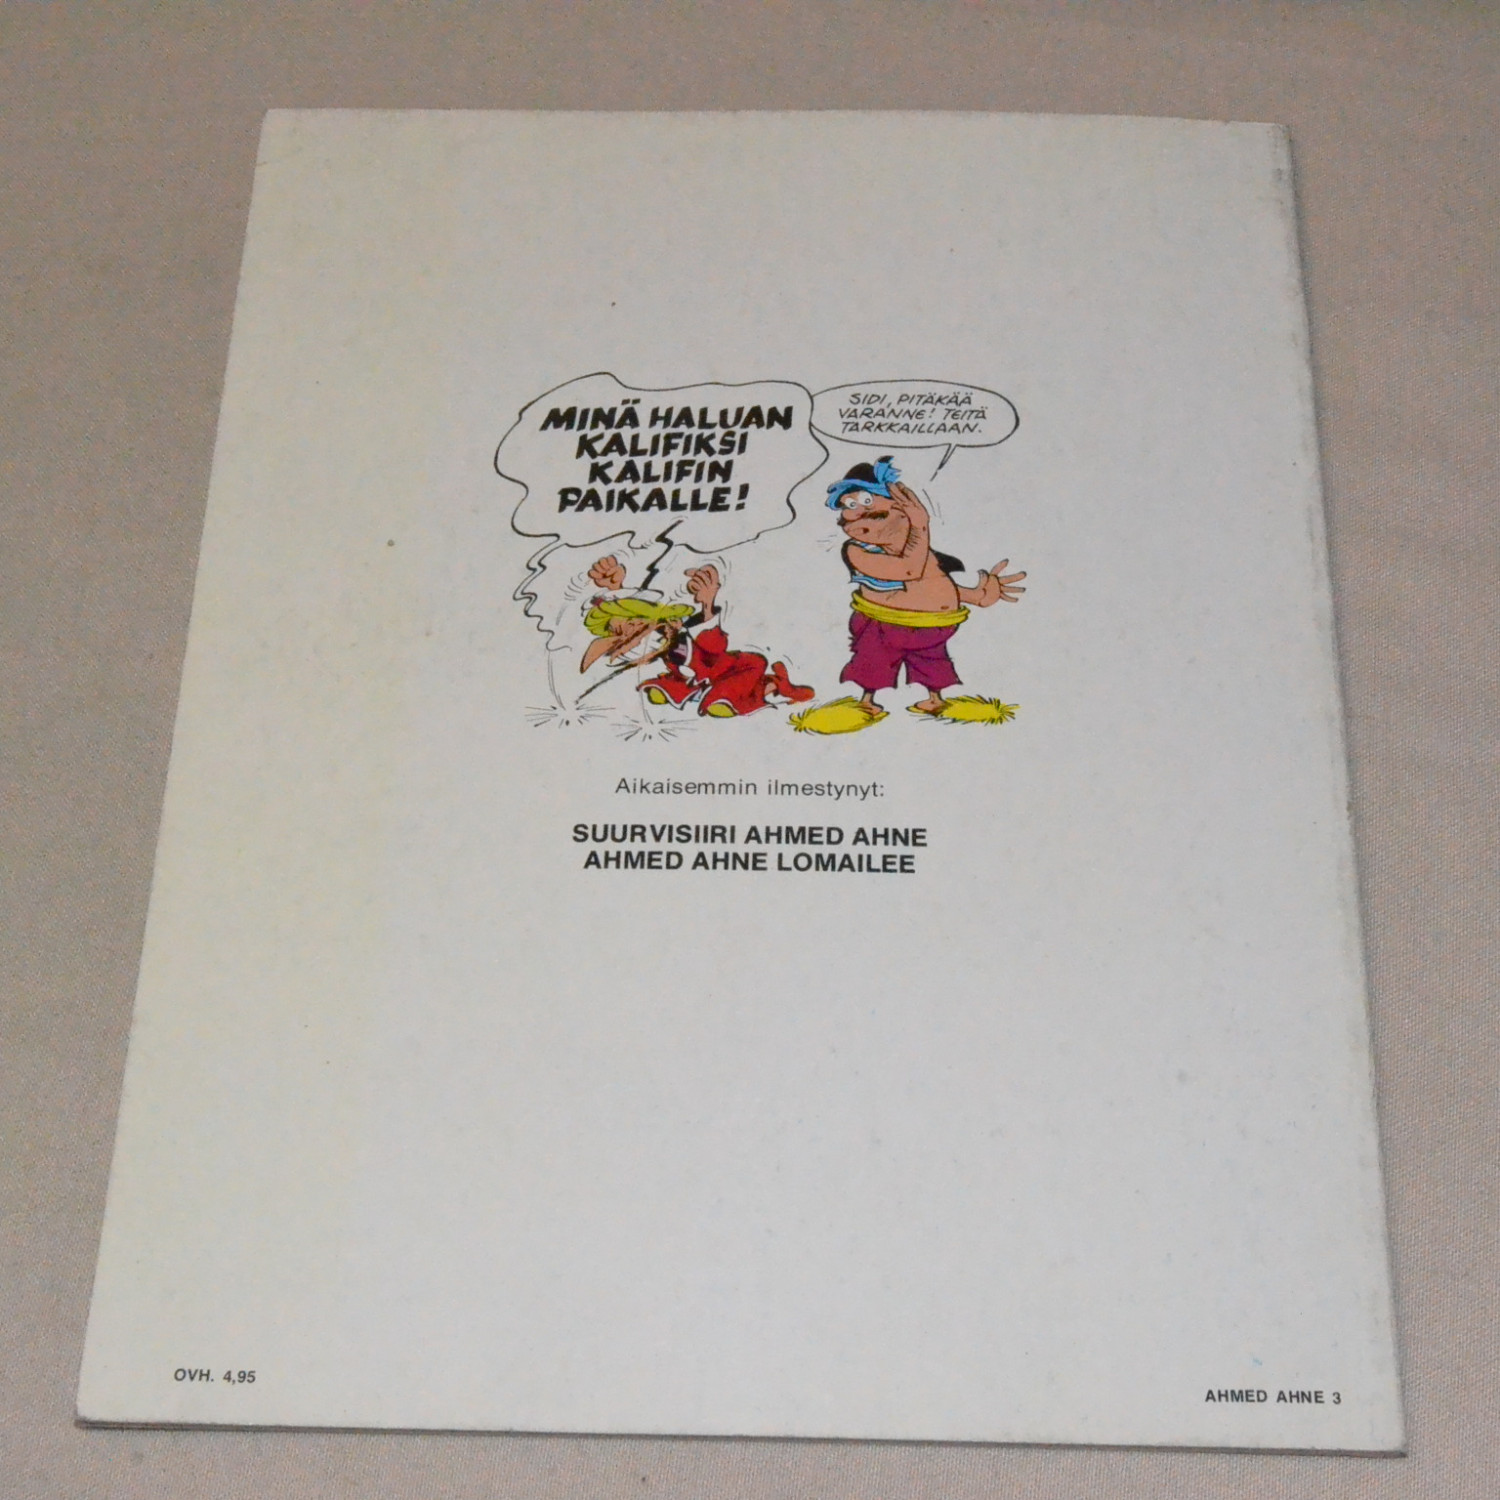 MINÄ HALUAN
KALIFIKSI
KALIFIN
PAIKALLE!
SIDI, PITÄKÄÄ
VARANNE! TEITÄ
TARKKAILLAAN.
Aikaisemmin ilmestynyt:
SUURVISIIRI AHMED AHNE
AHMED AHNE LOMAILEE
OVH. 4,95
AHMED AHNE 3